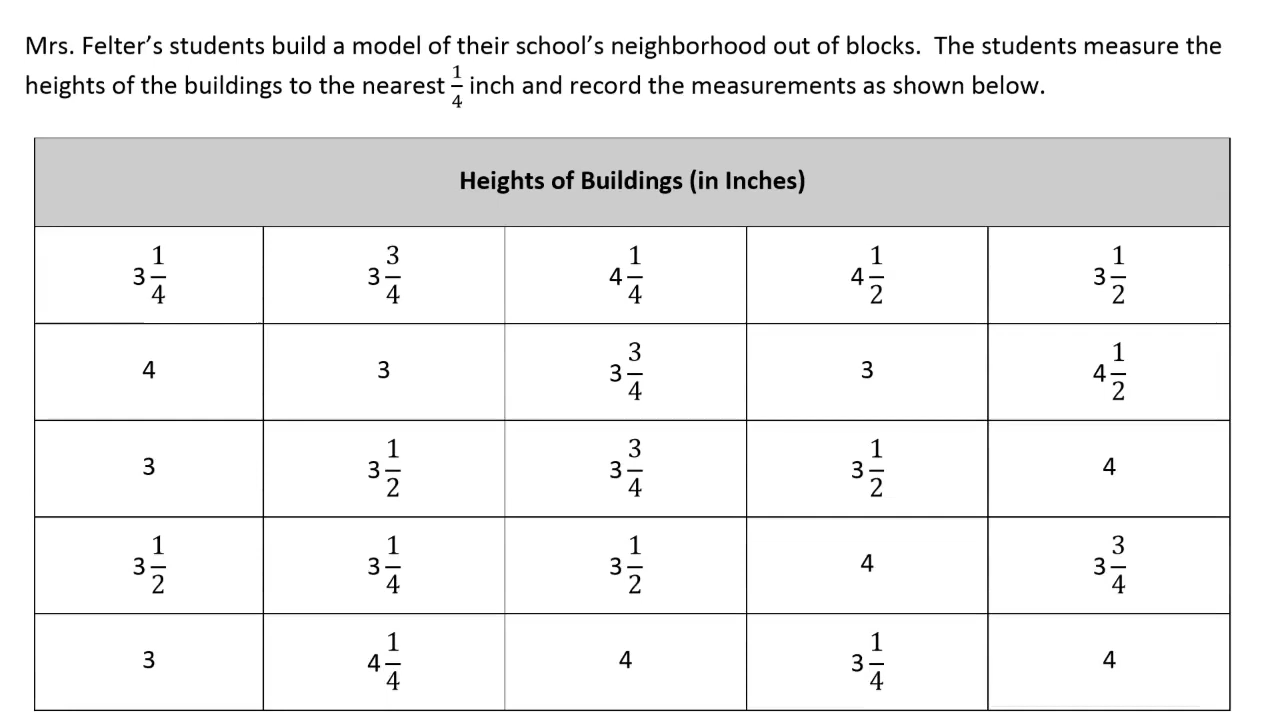 Mrs. Felter’s students build a model of their school’s neighborhood out of blocks. The students measure the
heights of the buildings to the nearest 1/4 inch and record the measurements as shown below.
Heights of Buildings (in Inches)
3 1/4 3 3/4 4 1/4 4 1/2 3 1/2
4 3 3 3/4 3 4 1/2
3 3 1/2 3 3/4 3 1/2 4
3 1/2 3 1/4 3 1/2 4 3 3/4
3 4 1/4 4 3 1/4 4